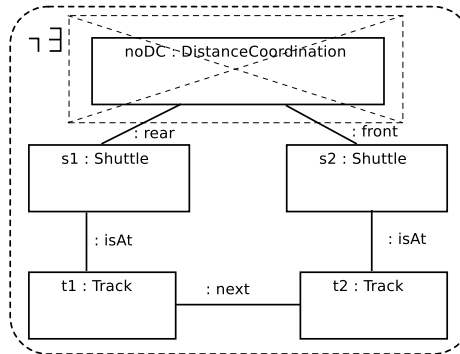 ¬∃
noDC : DistanceCoordination
: rear
: front
s1 : Shuttle
s2 : Shuttle
: isAt
: isAt
t1 : Track
: next
t2 : Track